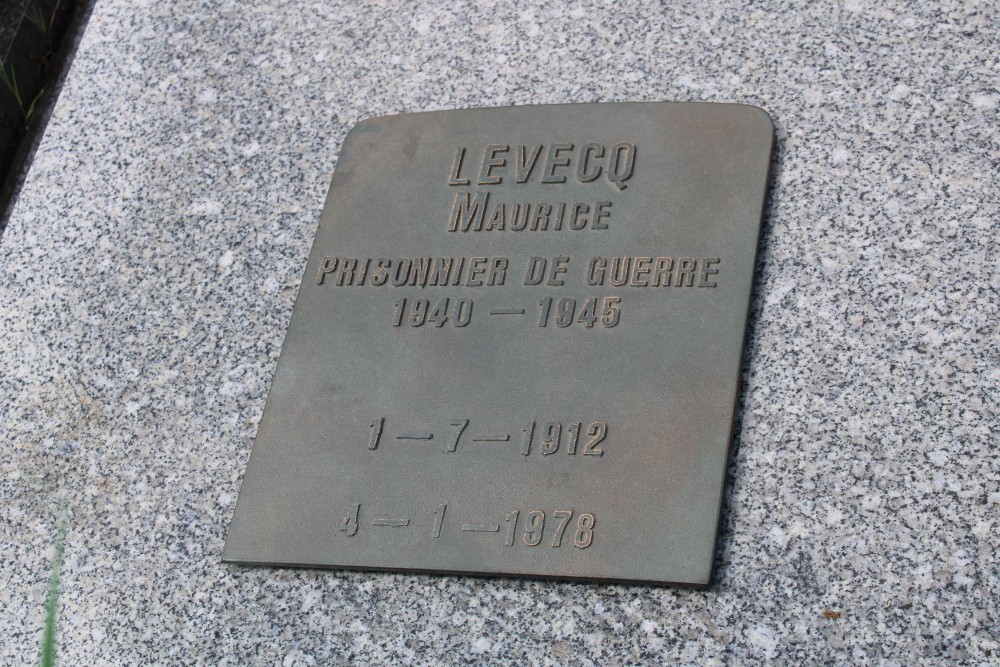 LEVECQ
MAURICE
PRISONNIER DE GUERRE
1940 — 1945
1 — 7 — 1912
4 — 1 — 1978